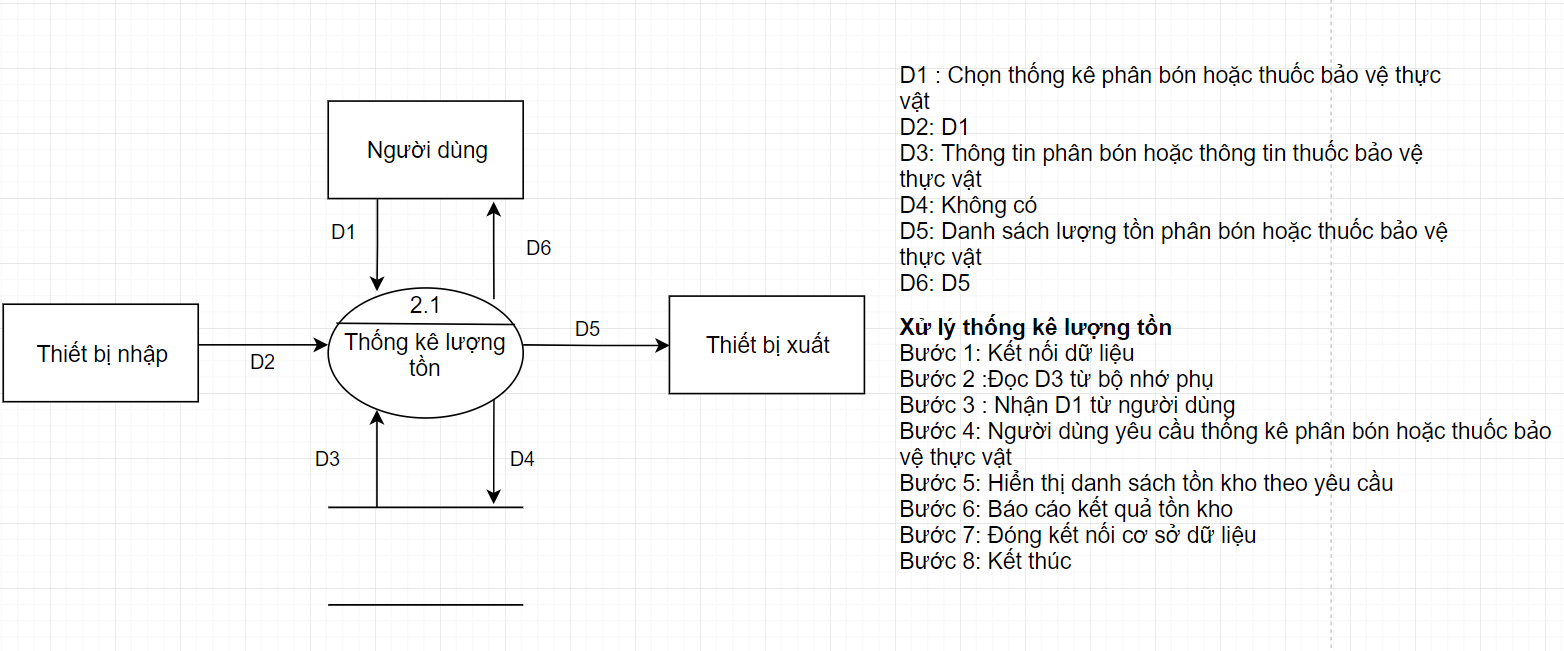 Người dùng
D1
D6
2.1
Thống kê lượng
tồn
Thiết bị nhập
D2
D5
Thiết bị xuất
D3
D4
D1 : Chọn thống kê phân bón hoặc thuốc bảo vệ thực
vật
D2: D1
D3: Thông tin phân bón hoặc thông tin thuốc bảo vệ
thực vật
D4: Không có
D5: Danh sách lượng tồn phân bón hoặc thuốc bảo vệ
thực vật
D6: D5
Xử lý thống kê lượng tồn
Bước 1: Kết nối dữ liệu
Bước 2 :Đọc D3 từ bộ nhớ phụ
Bước 3 : Nhận D1 từ người dùng
Bước 4: Người dùng yêu cầu thống kê phân bón hoặc thuốc bảo
vệ thực vật
Bước 5: Hiển thị danh sách tồn kho theo yêu cầu
Bước 6: Báo cáo kết quả tồn kho
Bước 7: Đóng kết nối cơ sở dữ liệu
Bước 8: Kết thúc